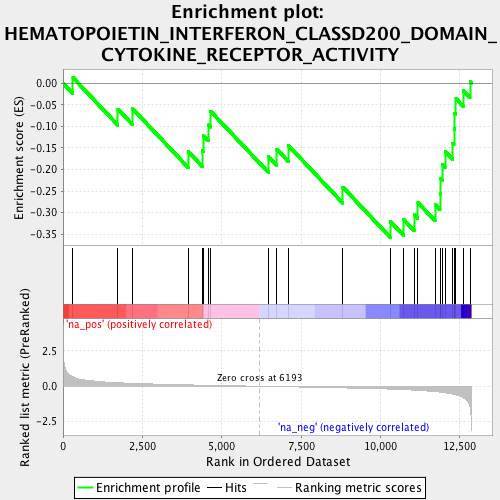 Enrichment plot:
HEMATOPOIETIN_INTERFERON_CLASSD200_DOMAIN_
CYTOKINE_RECEPTOR_ACTIVITY
Enrichment score (ES)
0.00
-0.05
-0.10
-0.15
-0.20
-0.25
-0.30
-0.35
'na_pos' (positively correlated)
Ranked list metric (PreRanked)
2.5
0.0
-2.5
Zero cross at 6193
'na_neg' (negatively correlated)
0
2,500
5,000
7,500
10,000
12,500
Rank in Ordered Dataset
Enrichment profile
Hits
Ranking metric scores